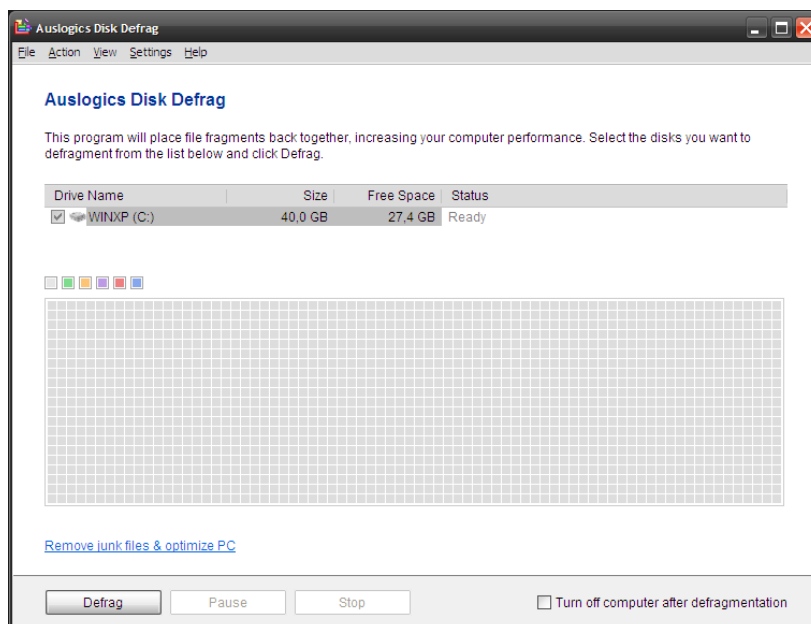 Auslogics Disk Defrag
File Action View Settings Help
Auslogics Disk Defrag
This program will place file fragments back together, increasing your computer performance. Select the disks you want to
defragment from the list below and click Defrag.
Drive Name Size Free Space Status
WINXP (C:) 40,0 GB 27,4 GB Ready
Remove junk files & optimize PC
Defrag Pause Stop Turn off computer after defragmentation